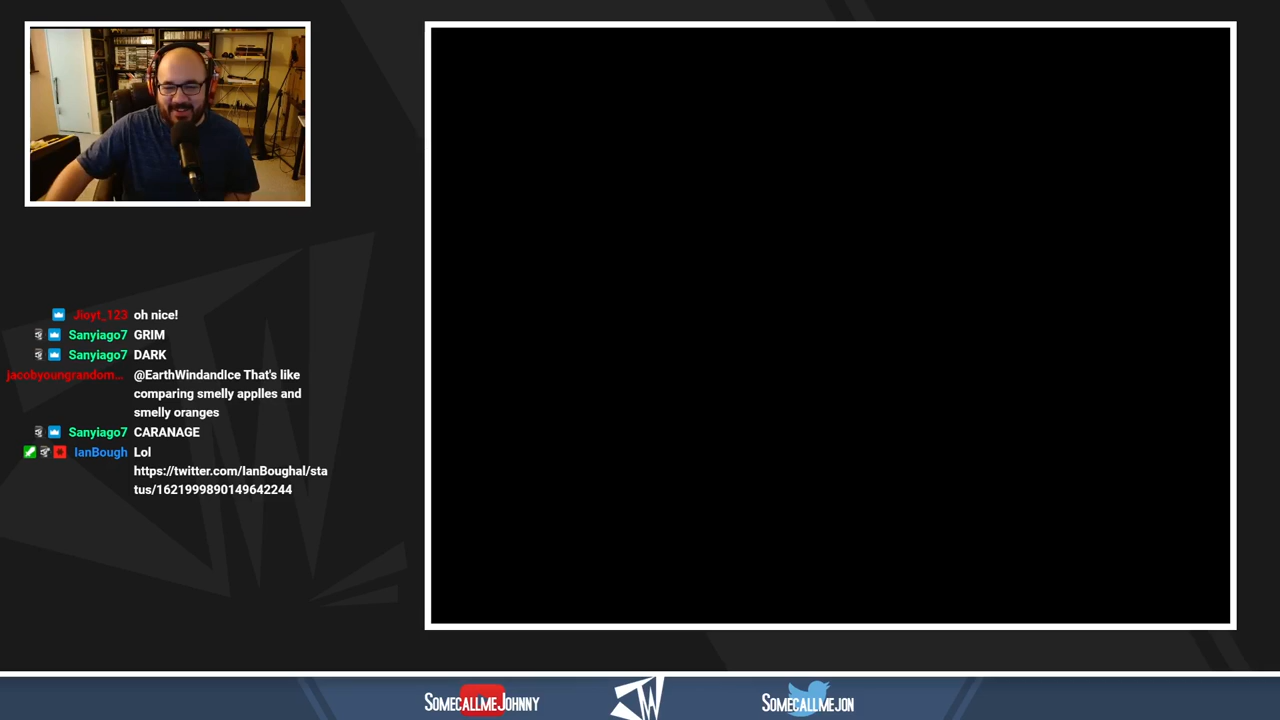 Jioyt_123 oh nice!
Sanyiago7 GRIM
Sanyiago7 DARK
jacobyoungrandom... @EarthWindandIce That's like
comparing smelly applles and
smelly oranges
Sanyiago7 CARANAGE
IanBough Lol
https://twitter.com/IanBoughal/sta
tus/1621999890149642244
SOMECALLMEJOHNNY
SOMECALLMEJON